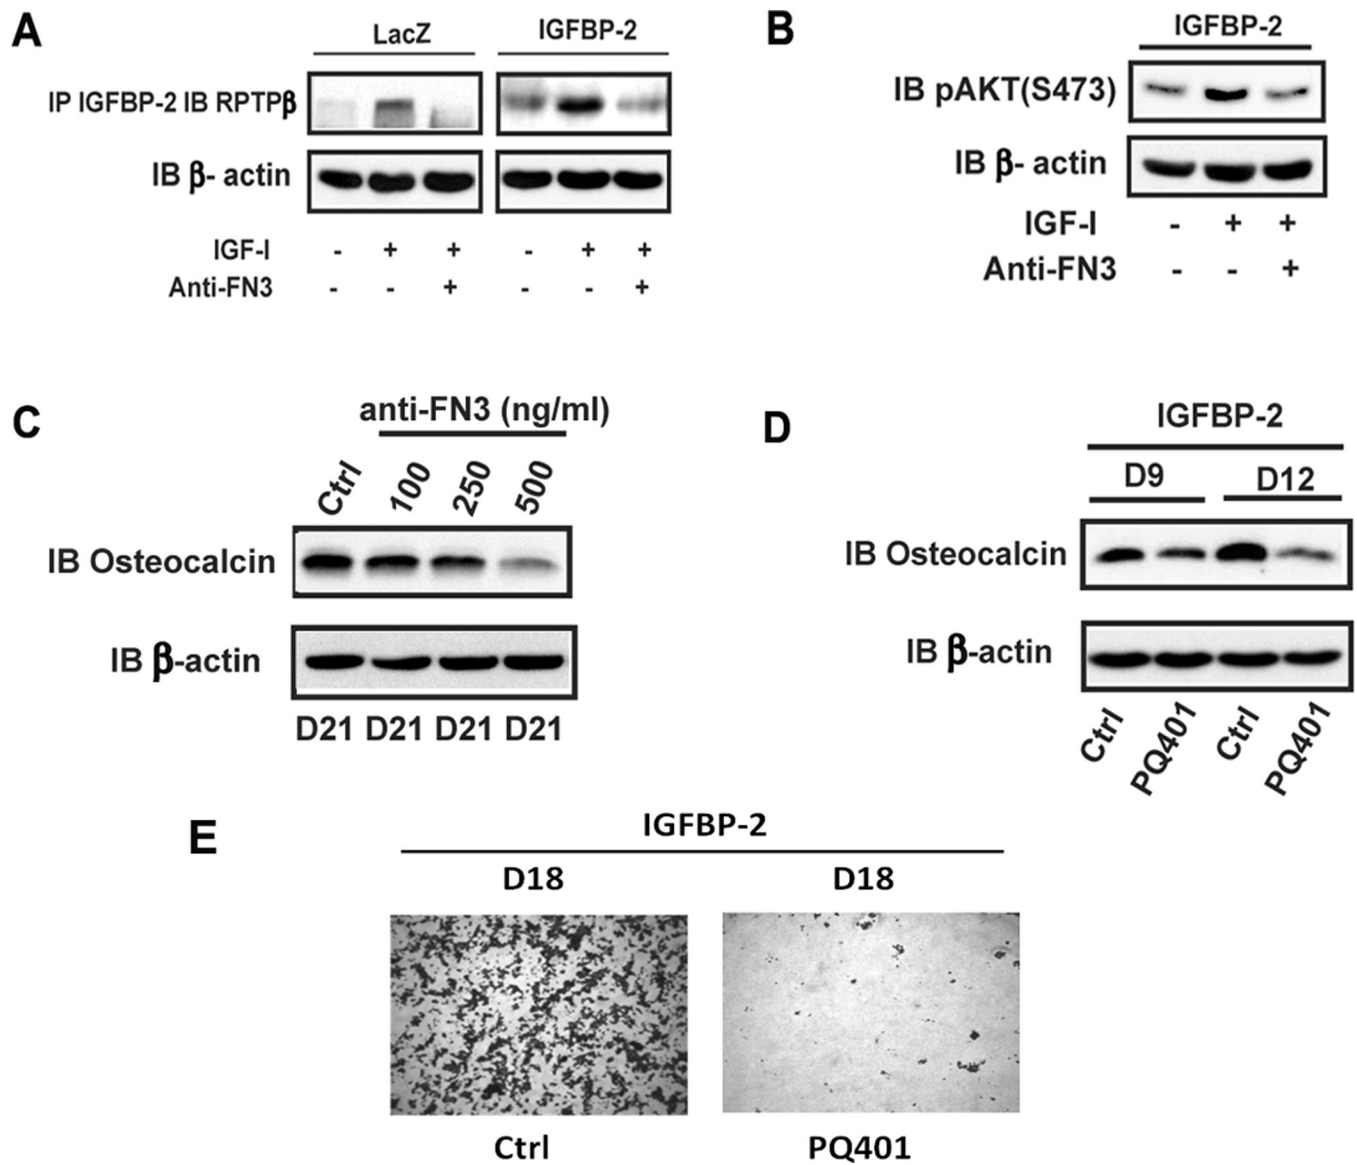 A
LacZ
IGFBP-2
IP IGFBP-2 IB RPTPβ
IB β- actin
IGF-I - + + - + +
Anti-FN3 - - + - - +
B
IGFBP-2
IB pAKT(S473)
IB β- actin
IGF-I - + +
Anti-FN3 - - +
C
anti-FN3 (ng/ml)
Ctrl 100 250 500
IB Osteocalcin
IB β-actin
D21 D21 D21 D21
D
IGFBP-2
D9 D12
IB Osteocalcin
IB β-actin
Ctrl PQ401 Ctrl PQ401
E
IGFBP-2
D18 D18
Ctrl PQ401